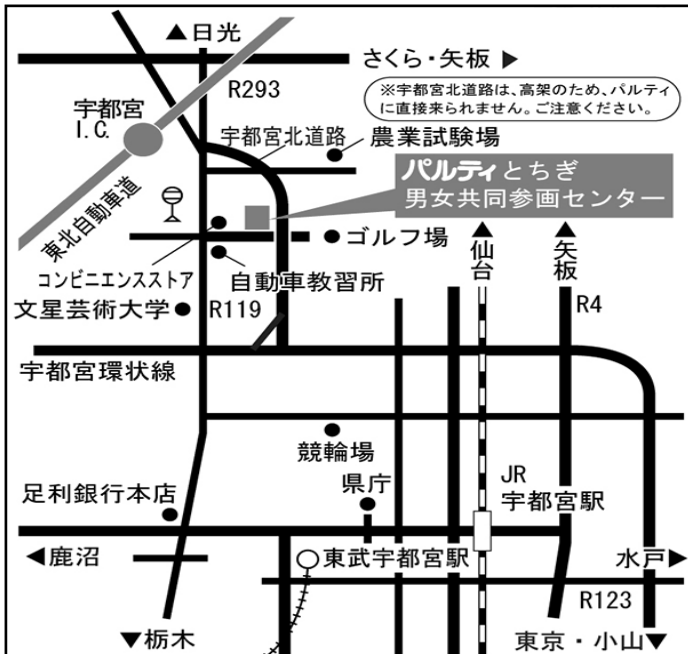 ▲日光
さくら・矢板 ▶
R293
※宇都宮北道路は、高架のため、パルティ
に直接来られません。ご注意ください。
宇都宮
I.C.
宇都宮北道路
農業試験場
パルティとちぎ
男女共同参画センター
東北自動車道
▲仙台
▲矢板
ゴルフ場
コンビニエンスストア
自動車教習所
文星芸術大学
R119
R4
宇都宮環状線
競輪場
JR
宇都宮駅
県庁
足利銀行本店
◀鹿沼
東武宇都宮駅
水戸▶
R123
▼栃木
東京・小山▼